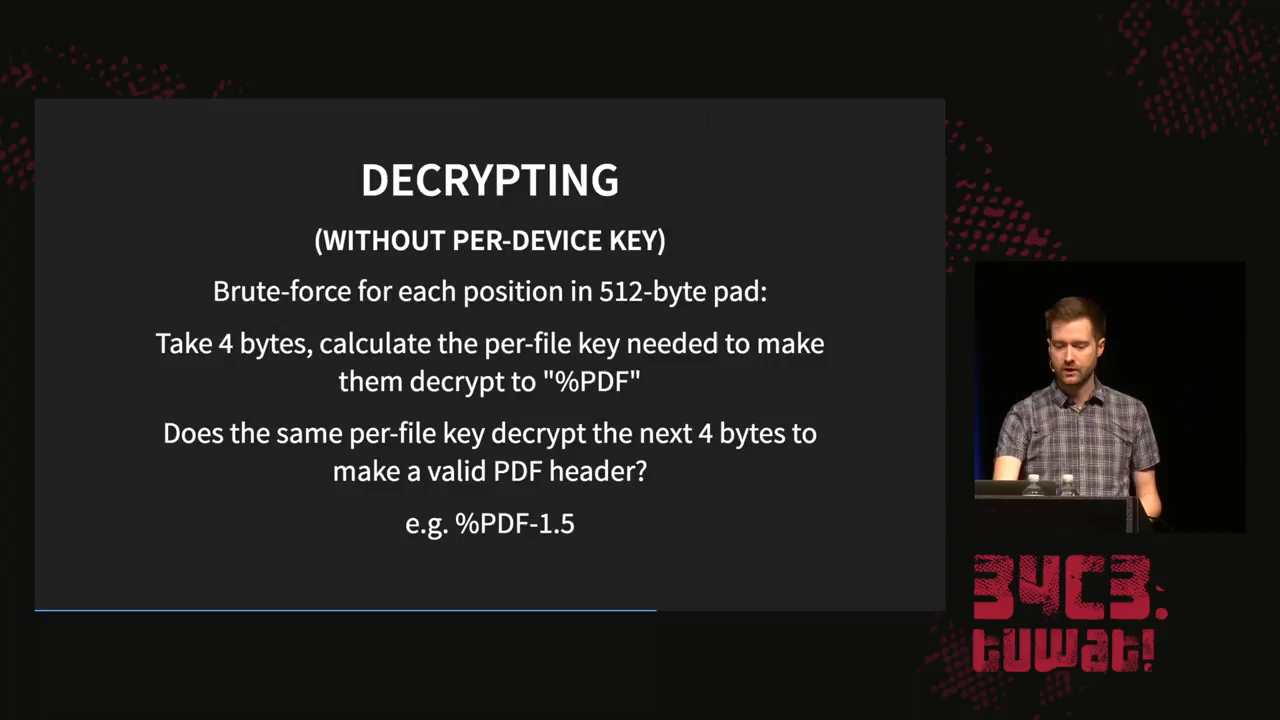 DECRYPTING
(WITHOUT PER-DEVICE KEY)
Brute-force for each position in 512-byte pad:
Take 4 bytes, calculate the per-file key needed to make
them decrypt to "%PDF"
Does the same per-file key decrypt the next 4 bytes to
make a valid PDF header?
e.g. %PDF-1.5
34C3.
tuwat!